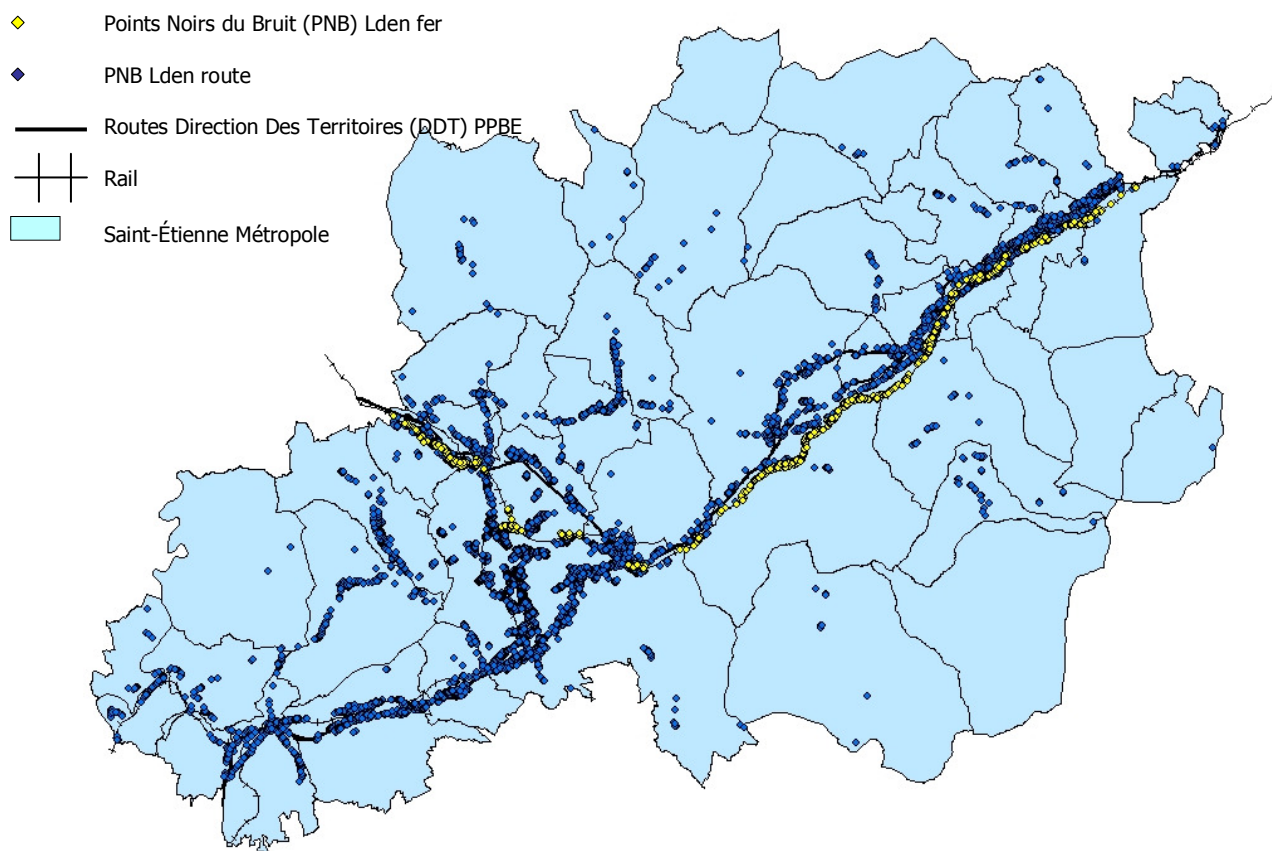 Points Noirs du Bruit (PNB) Lden fer
PNB Lden route
Routes Direction Des Territoires (DDT) PPBE
Rail
Saint-Étienne Métropole